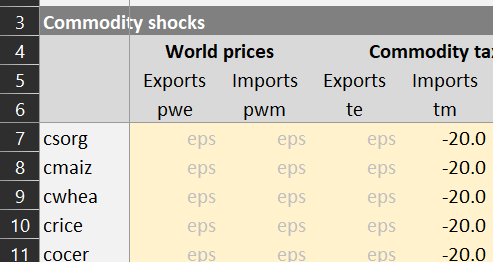 3 Commodity shocks
4 World prices Commodity
5 Exports Imports Exports Imports
6 pwe pwm te tm
7 csorg eps eps eps -20.0
8 cmaiz eps eps eps -20.0
9 cwhea eps eps eps -20.0
10 crice eps eps eps -20.0
11 cocer eps eps eps -20.0